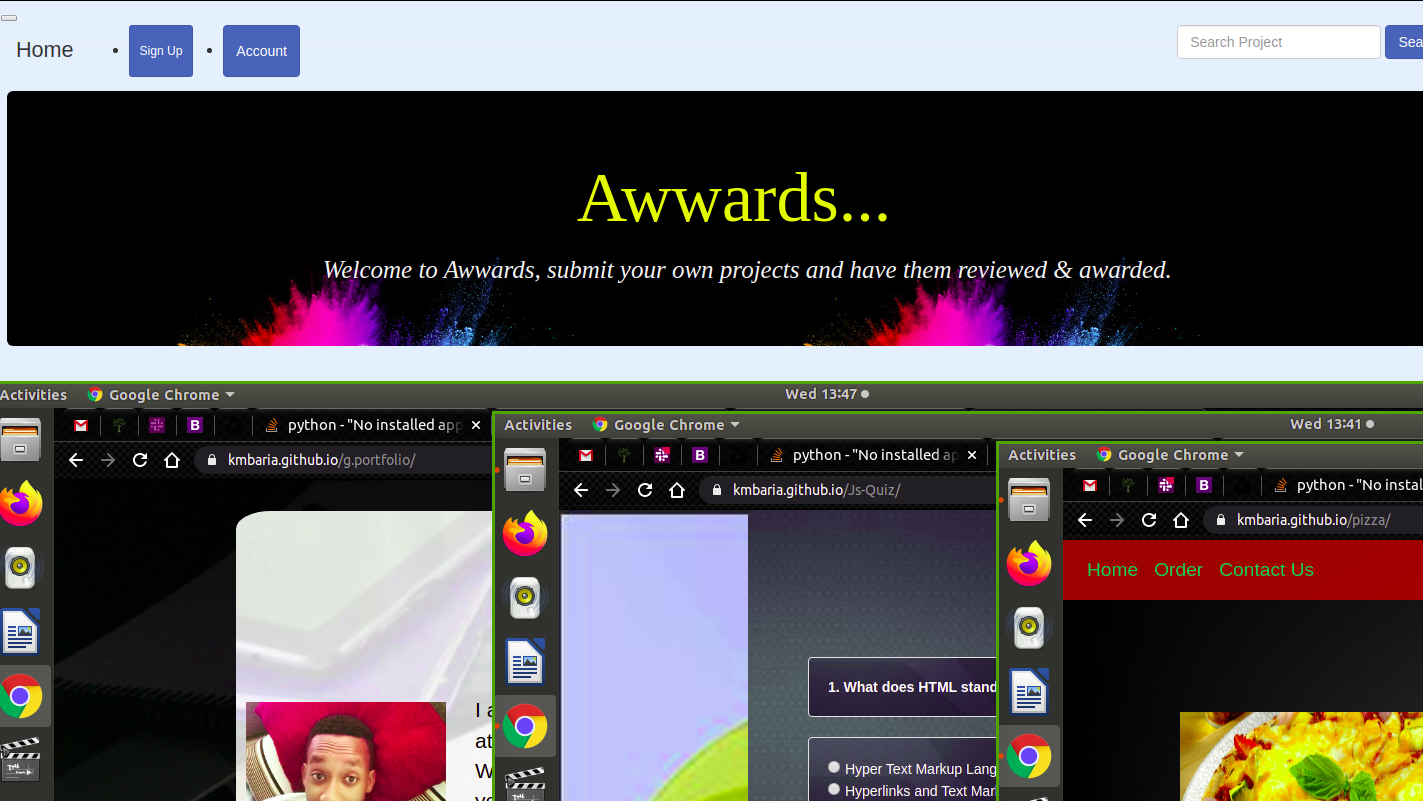 Home
Sign Up
Account
Search Project
Sea
Awwards...
Welcome to Awwards, submit your own projects and have them reviewed & awarded.
Activities
Google Chrome
Wed 13:47
python - "No installed app
kmbaria.github.io/g.portfolio/
I a
at
W
Activities
Google Chrome
Wed 13:41
python - "No installed ap
kmbaria.github.io/Js-Quiz/
1. What does HTML stand
Hyper Text Markup Lang
Hyperlinks and Text Mar
Activities
Google Chrome
python - "No instal
kmbaria.github.io/pizza/
Home Order Contact Us